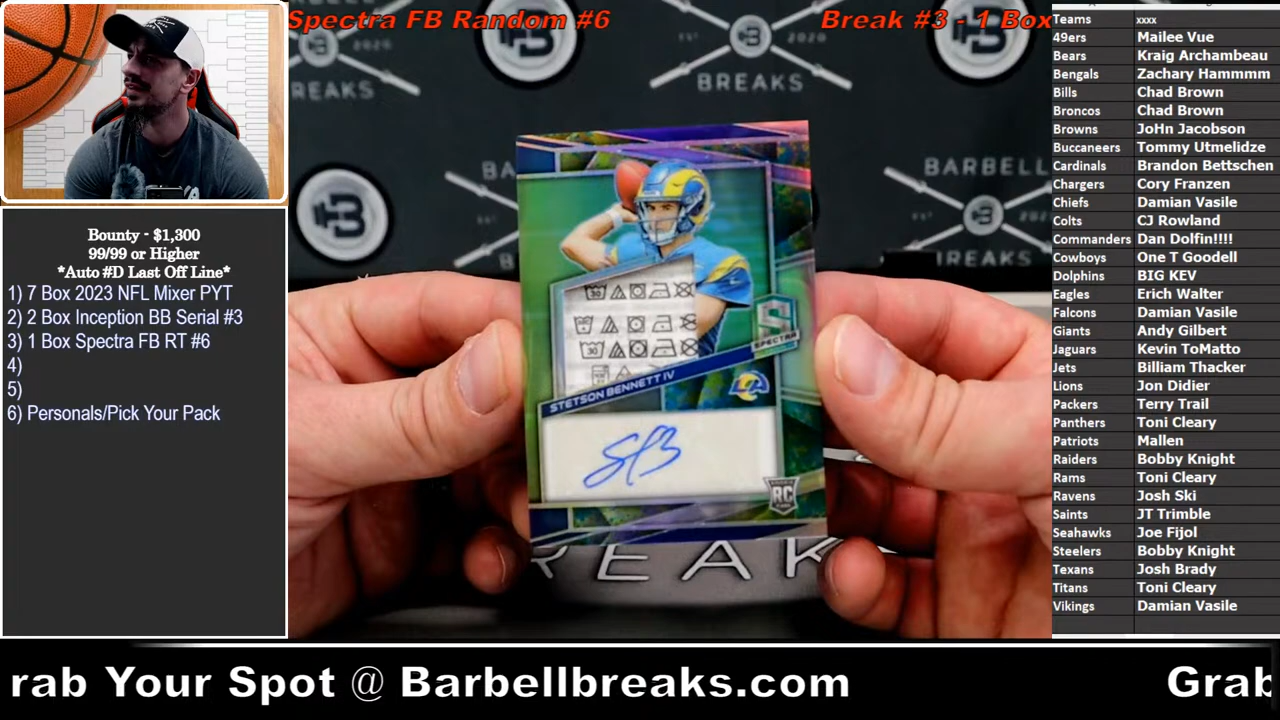 Spectra FB Random #6
Break #3 - 1 Box
BREAKS
BREAKS
BARBELL
BREAKS
Bounty - $1,300
99/99 or Higher
*Auto #D Last Off Line*
1) 7 Box 2023 NFL Mixer PYT
2) 2 Box Inception BB Serial #3
3) 1 Box Spectra FB RT #6
4)
5)
6) Personals/Pick Your Pack
SPECTRA
STETSON BENNETT IV
RC
BREAK
Teams xxxx
49ers Mailee Vue
Bears Kraig Archambeau
Bengals Zachary Hammmm
Bills Chad Brown
Broncos Chad Brown
Browns JoHn Jacobson
Buccaneers Tommy Utmelidze
Cardinals Brandon Bettschen
Chargers Cory Franzen
Chiefs Damian Vasile
Colts CJ Rowland
Commanders Dan Dolfin!!!!
Cowboys One T Goodell
Dolphins BIG KEV
Eagles Erich Walter
Falcons Damian Vasile
Giants Andy Gilbert
Jaguars Kevin ToMatto
Jets Billiam Thacker
Lions Jon Didier
Packers Terry Trail
Panthers Toni Cleary
Patriots Mallen
Raiders Bobby Knight
Rams Toni Cleary
Ravens Josh Ski
Saints JT Trimble
Seahawks Joe Fijol
Steelers Bobby Knight
Texans Josh Brady
Titans Toni Cleary
Vikings Damian Vasile
rab Your Spot @ Barbellbreaks.com
Grab